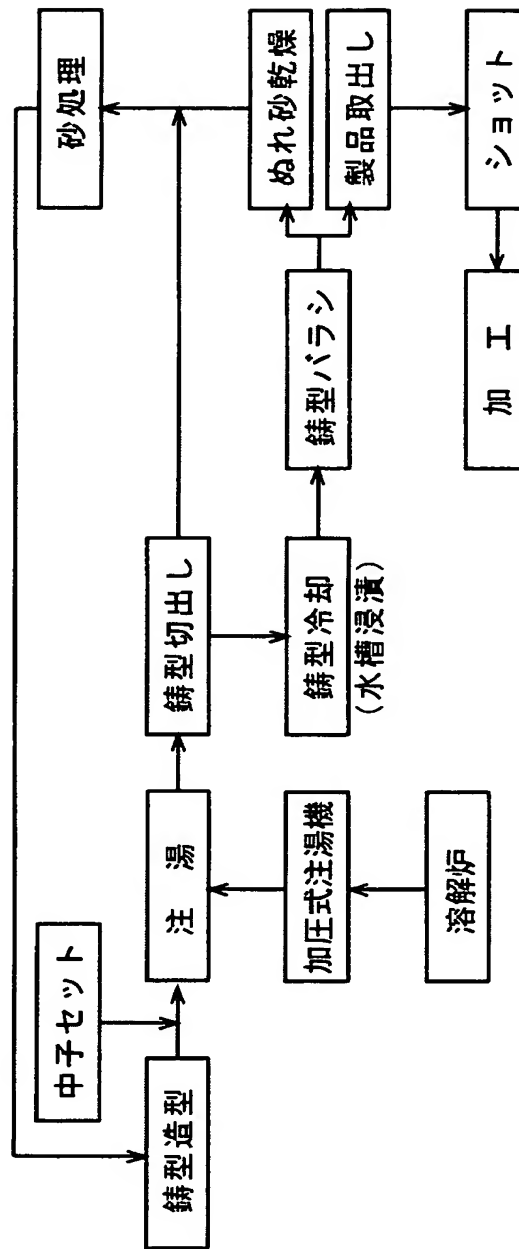 中子セット
鋳型造型
注湯
加圧式注湯機
溶解炉
鋳型切出し
鋳型冷却
(水槽浸漬)
鋳型バラシ
砂処理
ぬれ砂乾燥
製品取出し
ショット
加工